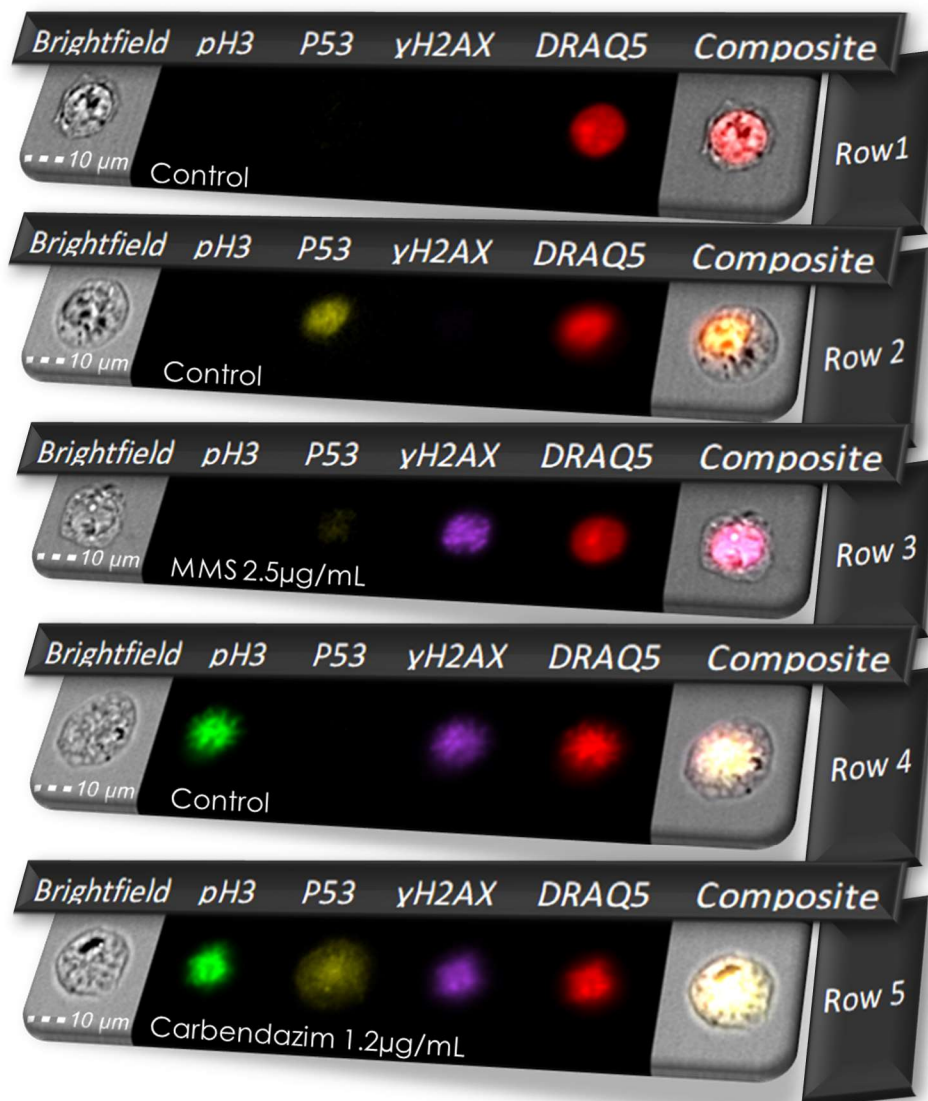 Brightfield pH3 P53 γH2AX DRAQ5 Composite
Row1
10 µm
Control
Brightfield pH3 P53 γH2AX DRAQ5 Composite
Row 2
10 µm
Control
Brightfield pH3 P53 γH2AX DRAQ5 Composite
Row 3
10 µm
MMS 2.5µg/mL
Brightfield pH3 P53 γH2AX DRAQ5 Composite
Row 4
10 µm
Control
Brightfield pH3 P53 γH2AX DRAQ5 Composite
Row 5
10 µm
Carbendazim 1.2µg/mL